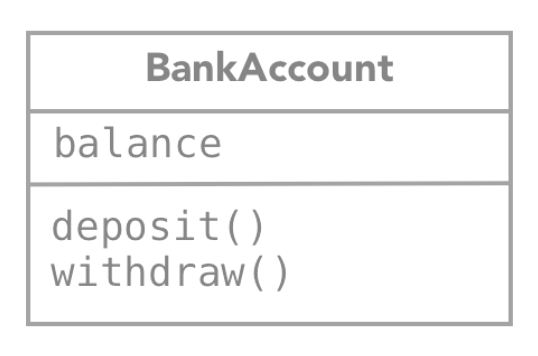 BankAccount
balance
deposit()
withdraw()